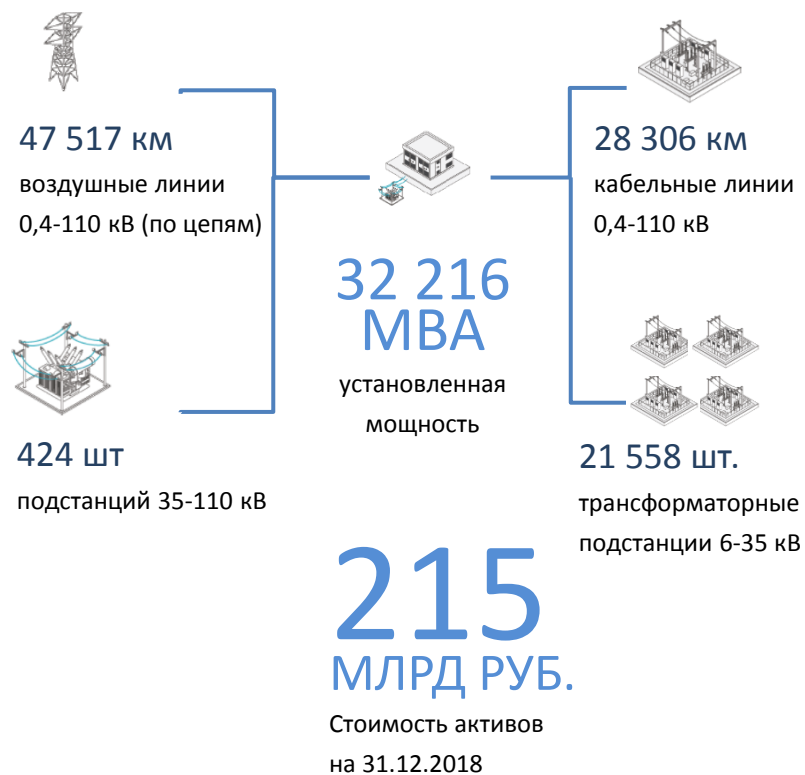 47 517 км
воздушные линии
0,4-110 кВ (по цепям)
28 306 км
кабельные линии
0,4-110 кВ
32 216
МВА
установленная
мощность
424 шт
подстанций 35-110 кВ
21 558 шт.
трансформаторные
подстанции 6-35 кВ
215
МЛРД РУБ.
Стоимость активов
на 31.12.2018